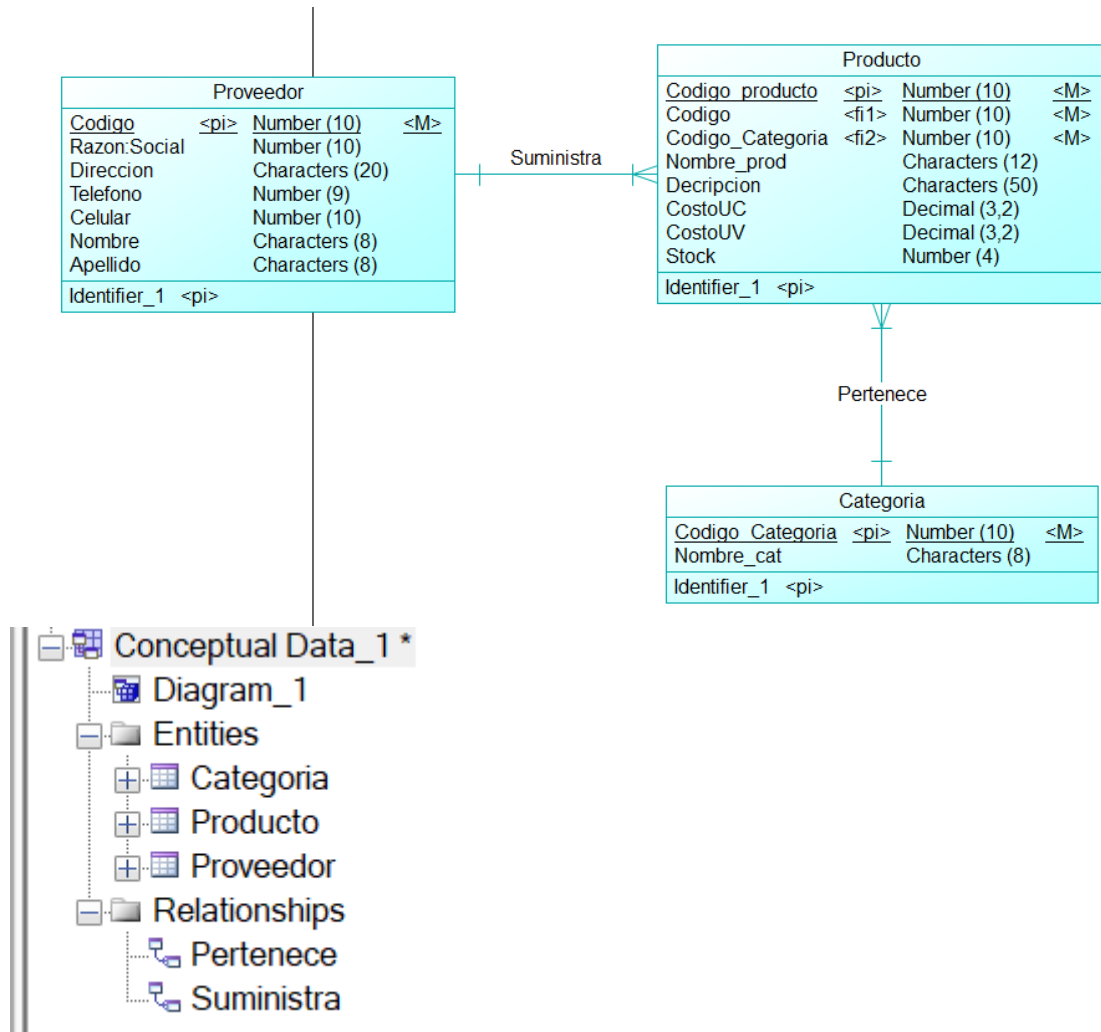 Proveedor
Codigo <pi> Number (10) <M>
Razon:Social Number (10)
Direccion Characters (20)
Telefono Number (9)
Celular Number (10)
Nombre Characters (8)
Apellido Characters (8)
Identifier_1 <pi>
Suministra
Producto
Codigo_producto <pi> Number (10) <M>
Codigo <fi1> Number (10) <M>
Codigo_Categoria <fi2> Number (10) <M>
Nombre_prod Characters (12)
Decripcion Characters (50)
CostoUC Decimal (3,2)
CostoUV Decimal (3,2)
Stock Number (4)
Identifier_1 <pi>
Pertenece
Categoria
Codigo_Categoria <pi> Number (10) <M>
Nombre_cat Characters (8)
Identifier_1 <pi>
Conceptual Data_1 *
Diagram_1
Entities
Categoria
Producto
Proveedor
Relationships
Pertenece
Suministra